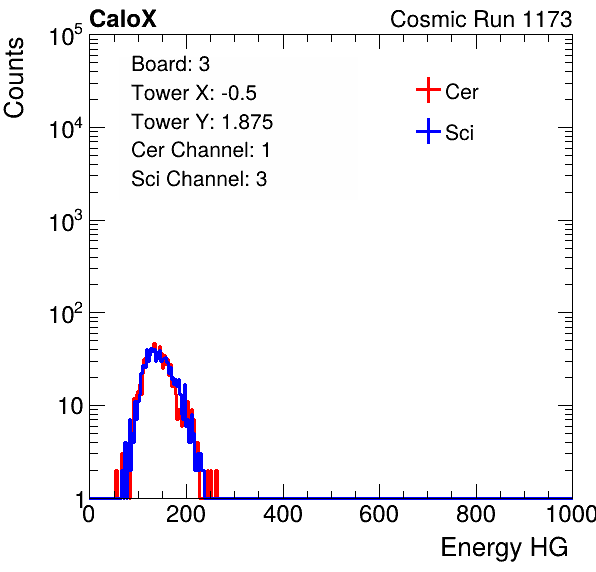 CaloX Cosmic Run 1173
Counts
Board: 3
Tower X: -0.5
Tower Y: 1.875
Cer Channel: 1
Sci Channel: 3
Cer
Sci
10^5
10^4
10^3
10^2
10
1
0 200 400 600 800 1000
Energy HG